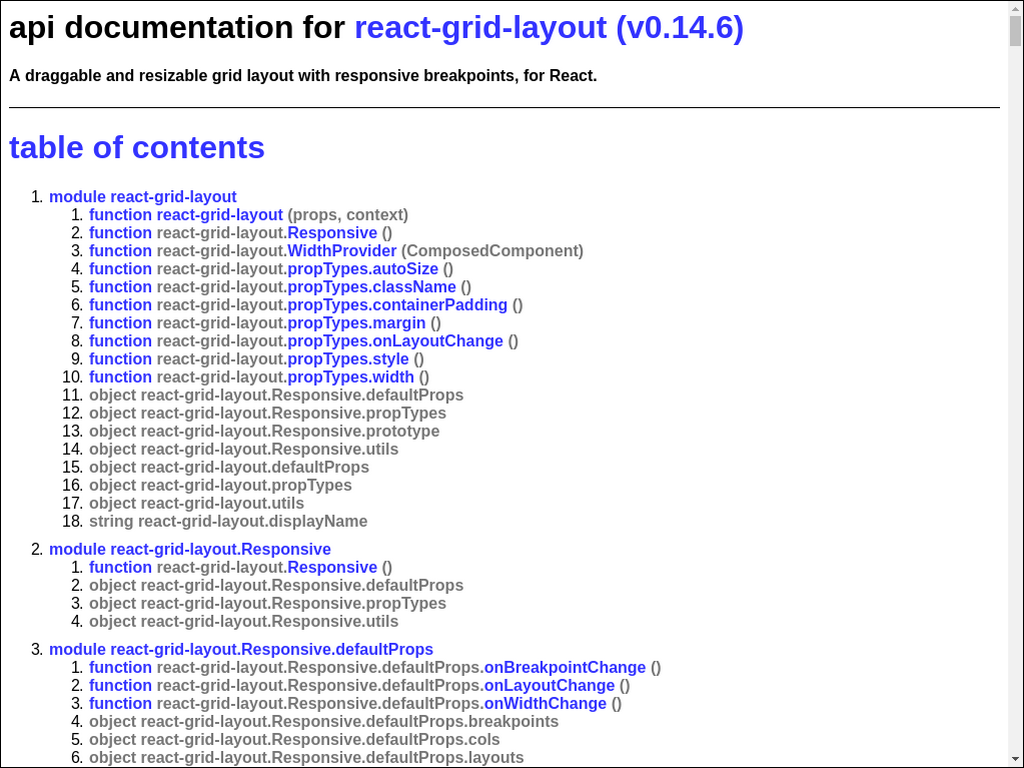 api documentation for react-grid-layout (v0.14.6)
A draggable and resizable grid layout with responsive breakpoints, for React.
table of contents
1. module react-grid-layout
1. function react-grid-layout (props, context)
2. function react-grid-layout.Responsive ()
3. function react-grid-layout.WidthProvider (ComposedComponent)
4. function react-grid-layout.propTypes.autoSize ()
5. function react-grid-layout.propTypes.className ()
6. function react-grid-layout.propTypes.containerPadding ()
7. function react-grid-layout.propTypes.margin ()
8. function react-grid-layout.propTypes.onLayoutChange ()
9. function react-grid-layout.propTypes.style ()
10. function react-grid-layout.propTypes.width ()
11. object react-grid-layout.Responsive.defaultProps
12. object react-grid-layout.Responsive.propTypes
13. object react-grid-layout.Responsive.prototype
14. object react-grid-layout.Responsive.utils
15. object react-grid-layout.defaultProps
16. object react-grid-layout.propTypes
17. object react-grid-layout.utils
18. string react-grid-layout.displayName
2. module react-grid-layout.Responsive
1. function react-grid-layout.Responsive ()
2. object react-grid-layout.Responsive.defaultProps
3. object react-grid-layout.Responsive.propTypes
4. object react-grid-layout.Responsive.utils
3. module react-grid-layout.Responsive.defaultProps
1. function react-grid-layout.Responsive.defaultProps.onBreakpointChange ()
2. function react-grid-layout.Responsive.defaultProps.onLayoutChange ()
3. function react-grid-layout.Responsive.defaultProps.onWidthChange ()
4. object react-grid-layout.Responsive.defaultProps.breakpoints
5. object react-grid-layout.Responsive.defaultProps.cols
6. object react-grid-layout.Responsive.defaultProps.layouts